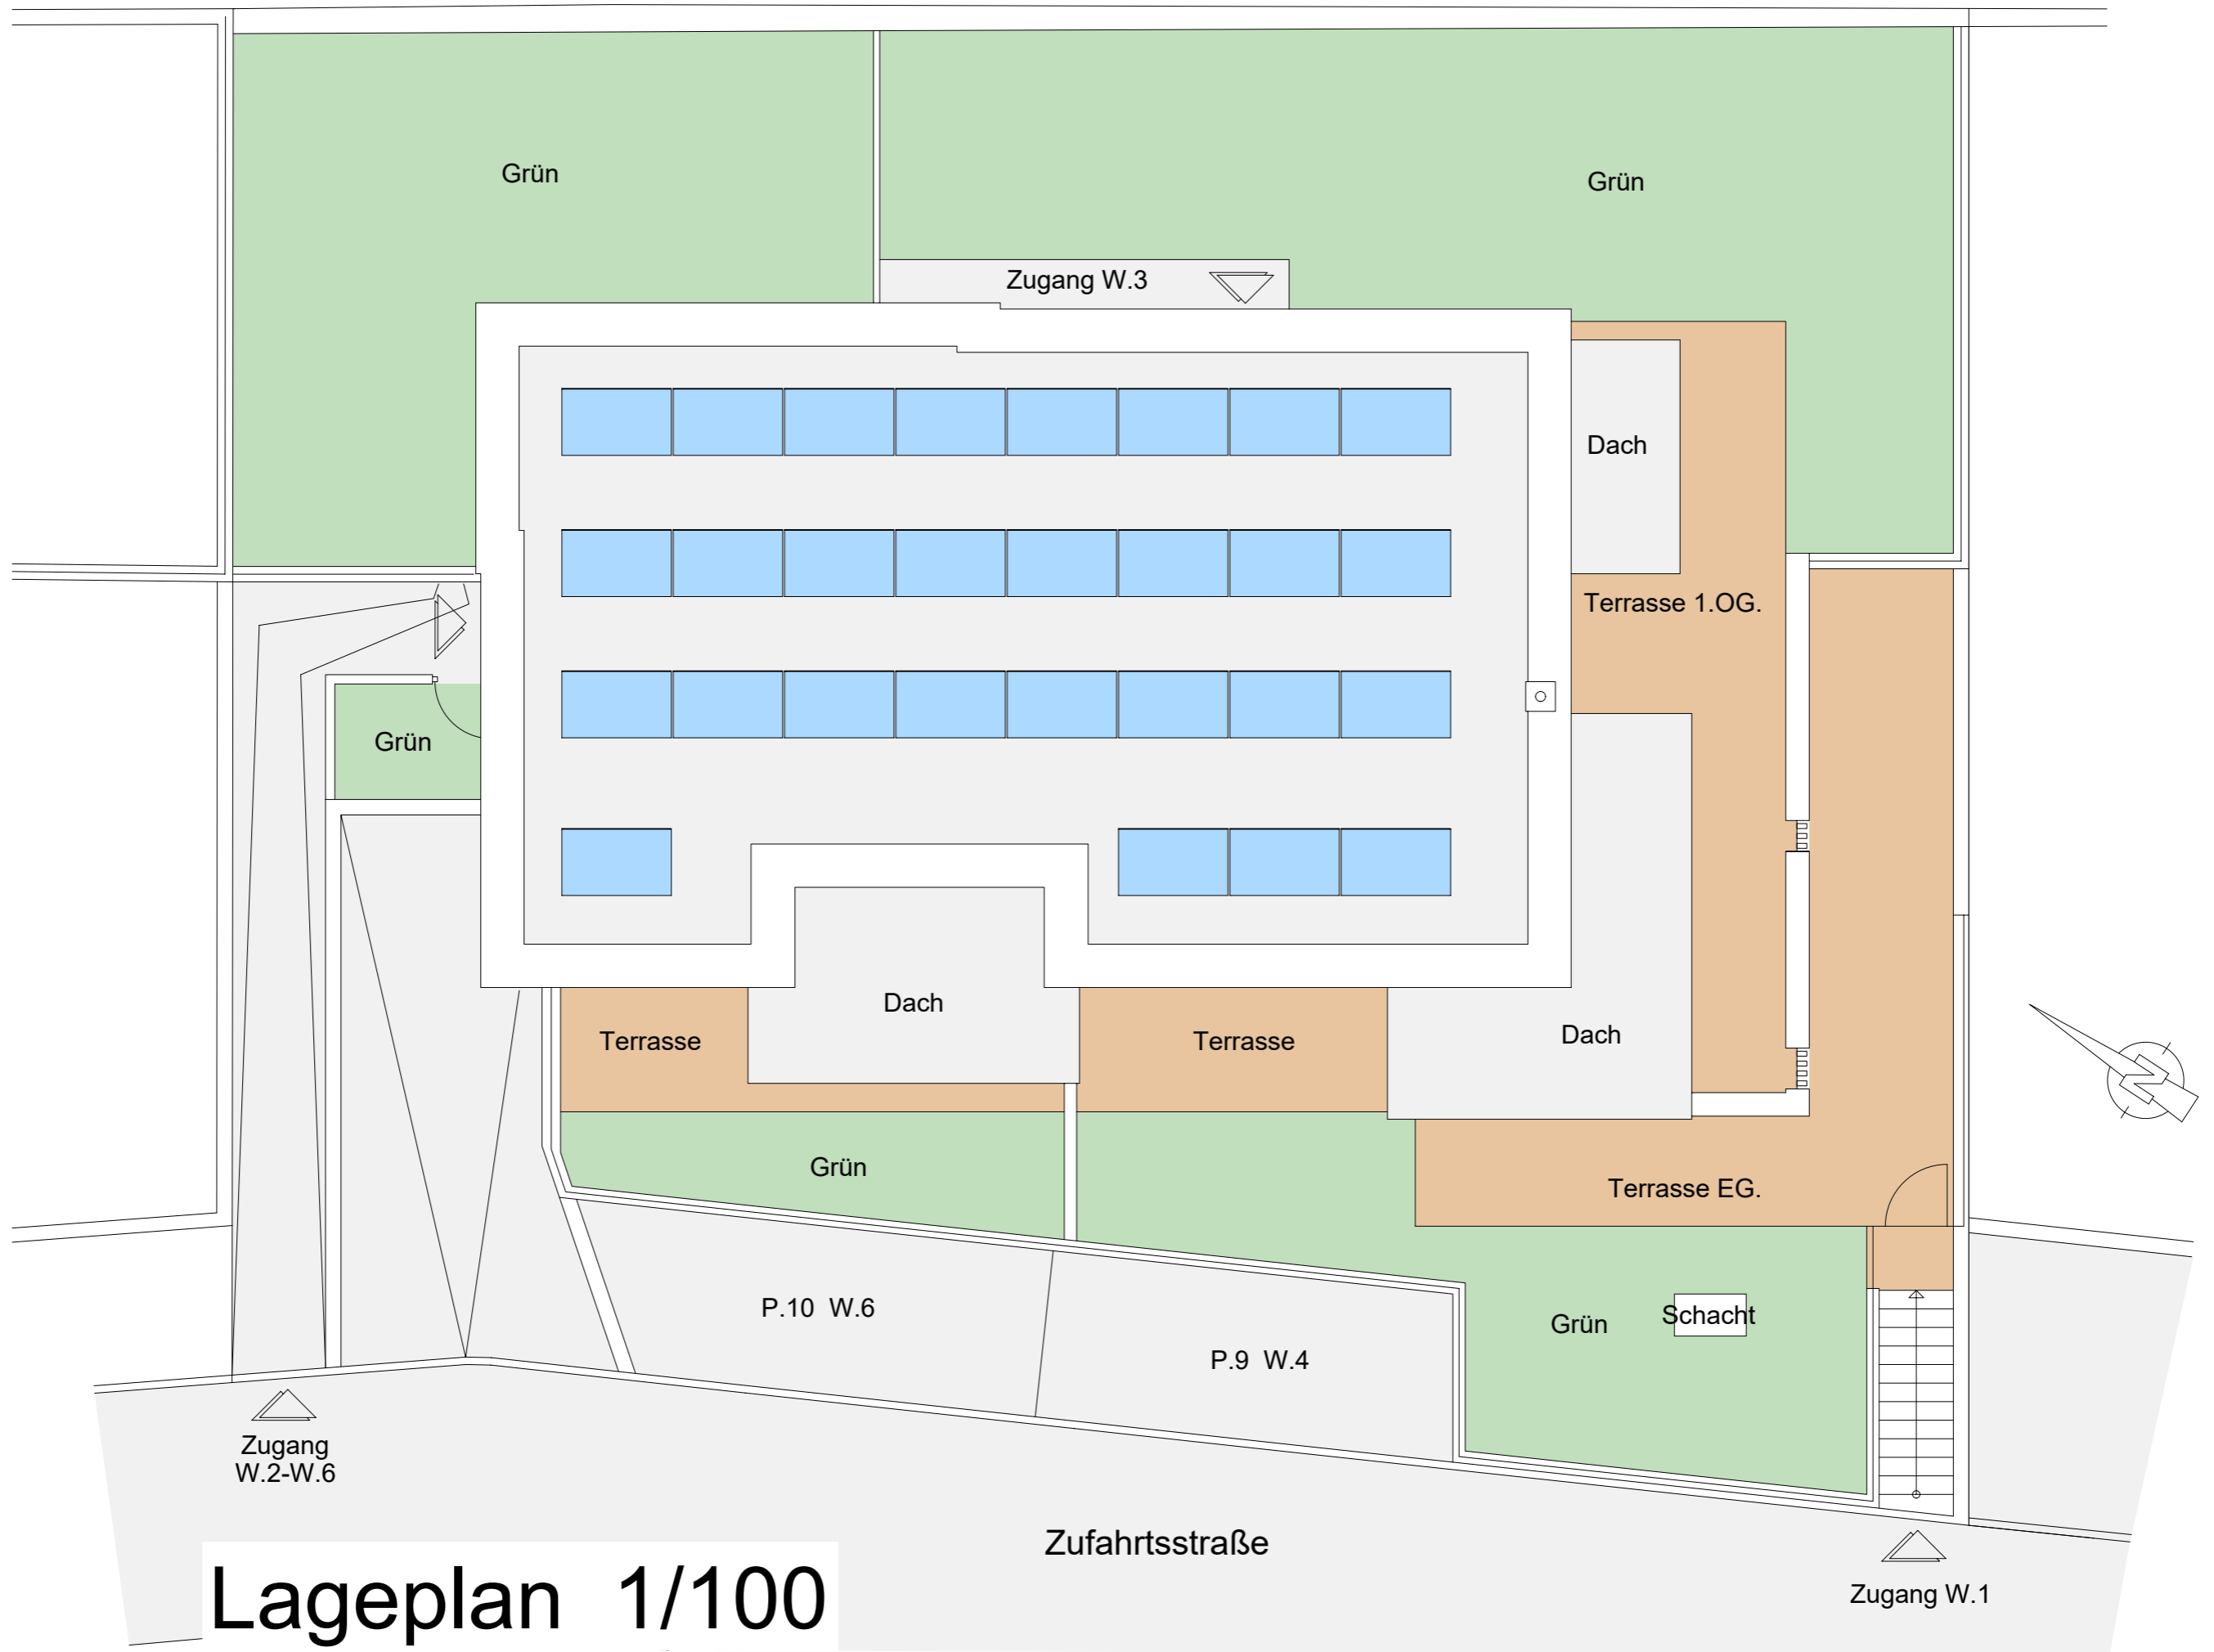 Grün
Grün
Zugang W.3
Dach
Terrasse 1.OG.
Grün
Dach
Terrasse
Terrasse
Dach
N
Grün
Terrasse EG.
P.10 W.6
Grün
Schacht
P.9 W.4
Zugang
W.2-W.6
Zufahrtsstraße
Lageplan 1/100
Zugang W.1